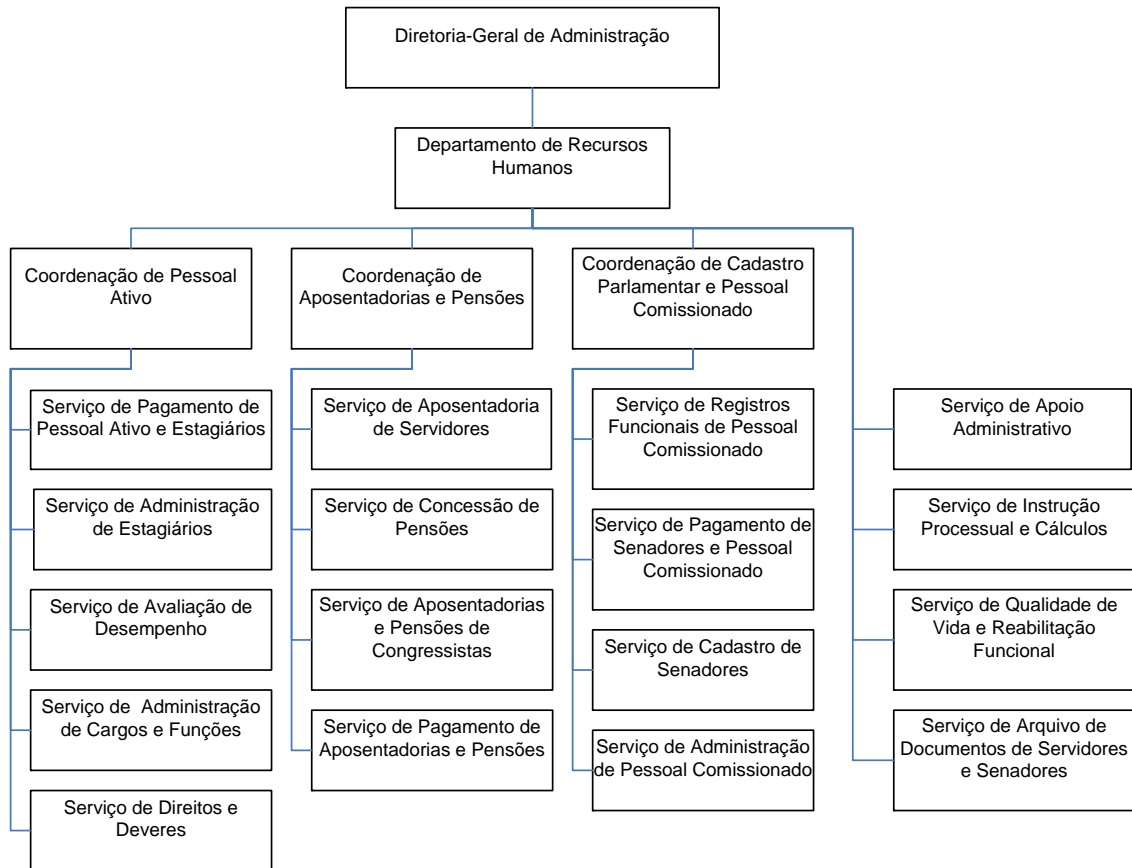 Diretoria-Geral de Administração
Departamento de Recursos
Humanos
Coordenação de Pessoal
Ativo
Coordenação de
Aposentadorias e Pensões
Coordenação de Cadastro
Parlamentar e Pessoal
Comissionado
Serviço de Pagamento de
Pessoal Ativo e Estagiários
Serviço de Administração
de Estagiários
Serviço de Avaliação de
Desempenho
Serviço de Administração
de Cargos e Funções
Serviço de Direitos e
Deveres
Serviço de Aposentadoria
de Servidores
Serviço de Concessão de
Pensões
Serviço de Aposentadorias
e Pensões de
Congressistas
Serviço de Pagamento de
Aposentadorias e Pensões
Serviço de Registros
Funcionais de Pessoal
Comissionado
Serviço de Pagamento de
Senadores e Pessoal
Comissionado
Serviço de Cadastro de
Senadores
Serviço de Administração
de Pessoal Comissionado
Serviço de Apoio
Administrativo
Serviço de Instrução
Processual e Cálculos
Serviço de Qualidade de
Vida e Reabilitação
Funcional
Serviço de Arquivo de
Documentos de Servidores
e Senadores